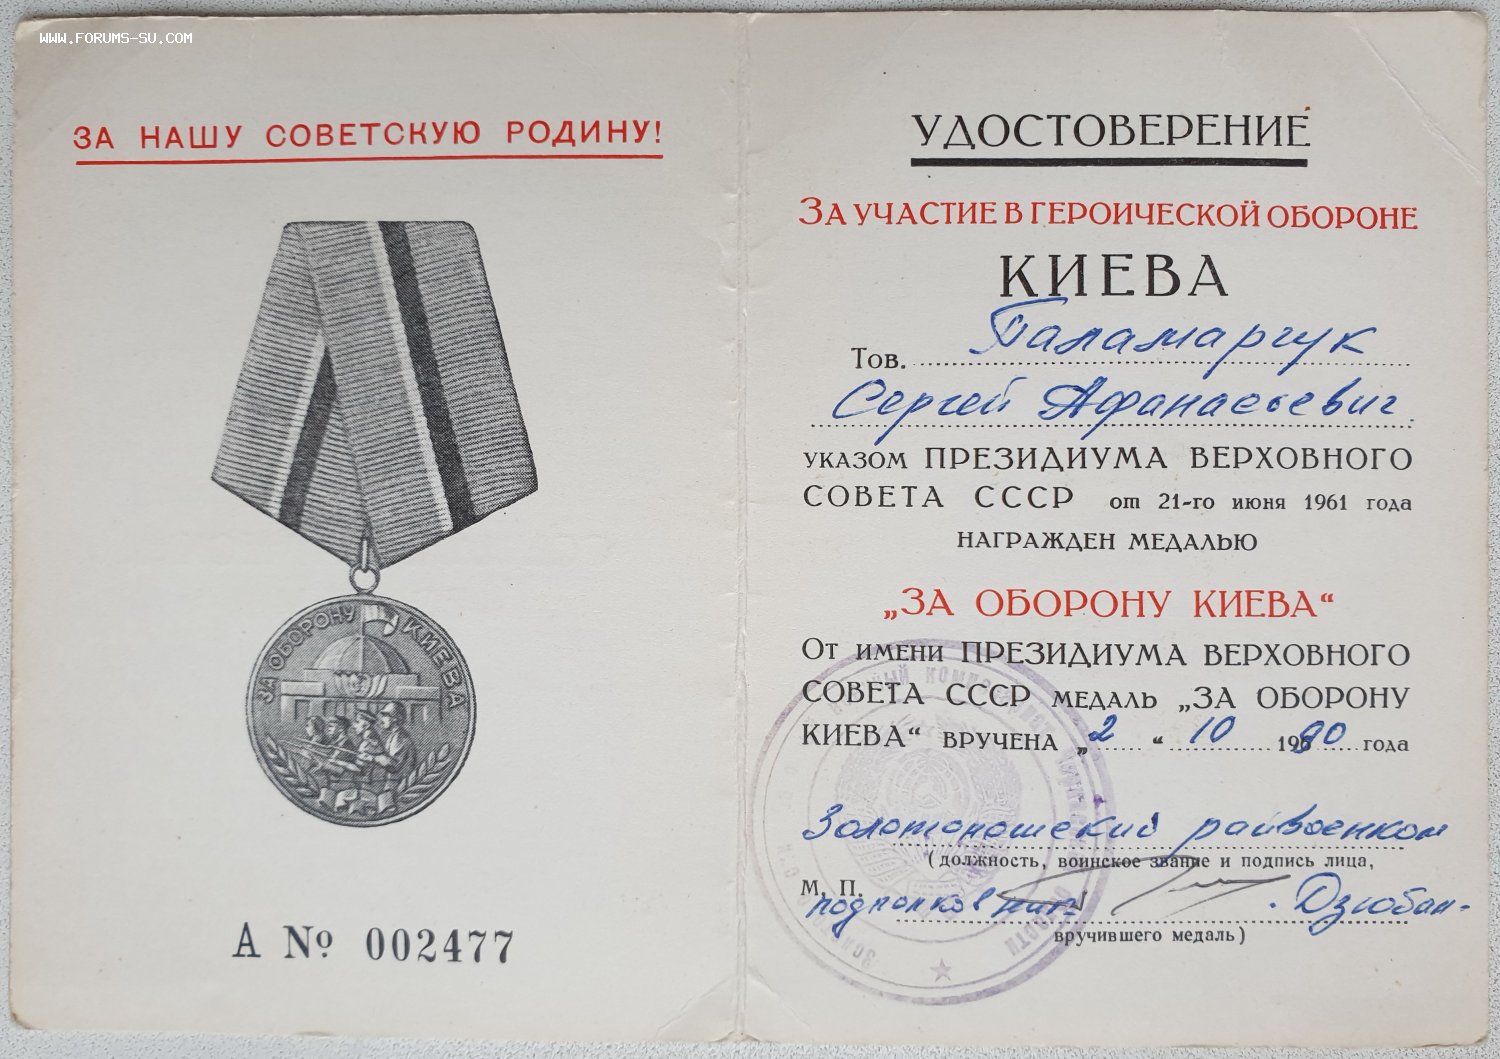 WWW.FORUMS-SU.COM
ЗА НАШУ СОВЕТСКУЮ РОДИНУ!
ЗА ОБОРОНУ КИЕВА
А № 002477
УДОСТОВЕРЕНИЕ
ЗА УЧАСТИЕ В ГЕРОИЧЕСКОЙ ОБОРОНЕ
КИЕВА
Тов. Паламарчук
Сергей Афанасьевич
УКАЗОМ ПРЕЗИДИУМА ВЕРХОВНОГО
СОВЕТА СССР от 21-го июня 1961 года
НАГРАЖДЕН МЕДАЛЬЮ
„ЗА ОБОРОНУ КИЕВА“
ОТ ИМЕНИ ПРЕЗИДИУМА ВЕРХОВНОГО
СОВЕТА СССР МЕДАЛЬ „ЗА ОБОРОНУ
КИЕВА“ ВРУЧЕНА „2“ 10 1980 года
Золотоношский райвоенком
(должность, воинское звание и подпись лица,
М. П.
подполковник Дзюбан
вручившего медаль)